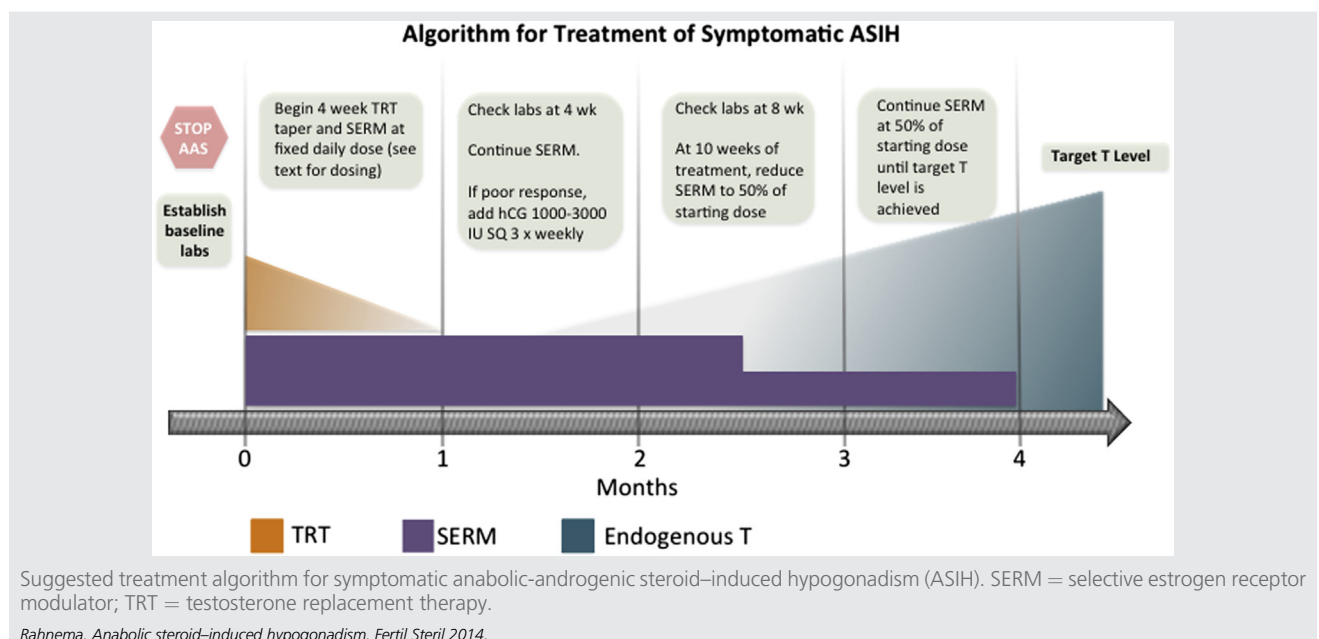 Algorithm for Treatment of Symptomatic ASIH
STOP
AAS
Establish
baseline
labs
Begin 4 week TRT
taper and SERM at
fixed daily dose (see
text for dosing)
Check labs at 4 wk
Continue SERM.
If poor response,
add hCG 1000-3000
IU SQ 3 x weekly
Check labs at 8 wk
At 10 weeks of
treatment, reduce
SERM to 50% of
starting dose
Continue SERM
at 50% of
starting dose
until target T
level is
achieved
Target T Level
0 1 2 3 4
Months
TRT SERM Endogenous T
Suggested treatment algorithm for symptomatic anabolic-androgenic steroid–induced hypogonadism (ASIH). SERM = selective estrogen receptor
modulator; TRT = testosterone replacement therapy.
Rahnema. Anabolic steroid–induced hypogonadism. Fertil Steril 2014.